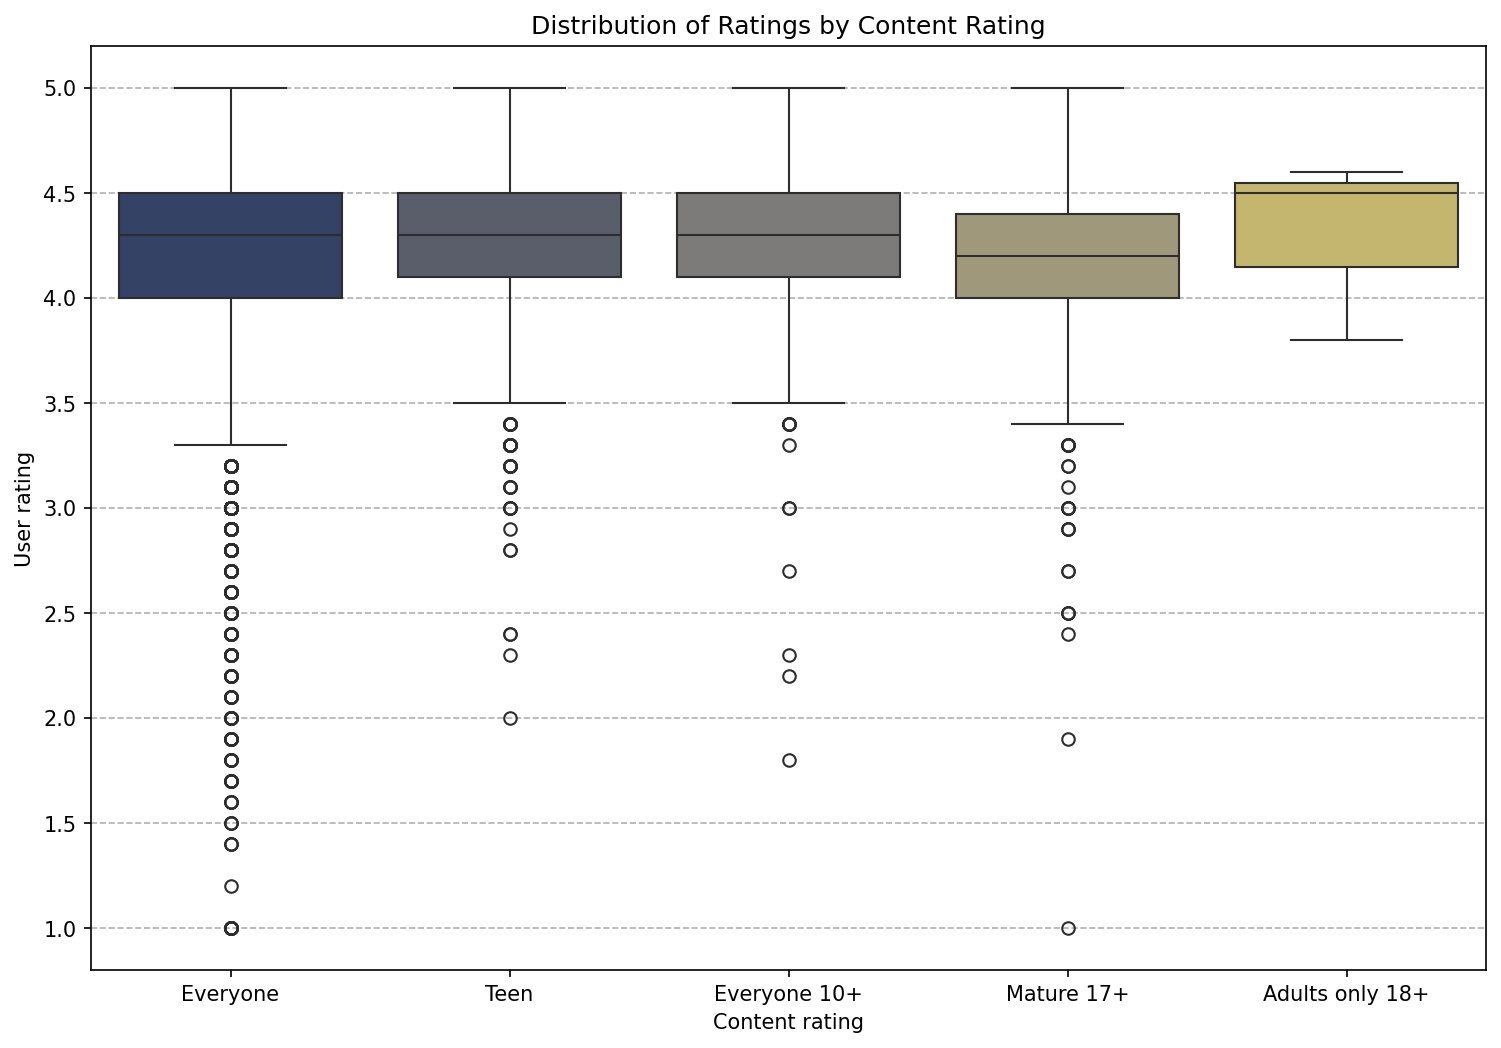 Distribution of Ratings by Content Rating
5.0
4.5
4.0
3.5
3.0
2.5
2.0
1.5
1.0
User rating
Everyone
Teen
Everyone 10+
Mature 17+
Adults only 18+
Content rating